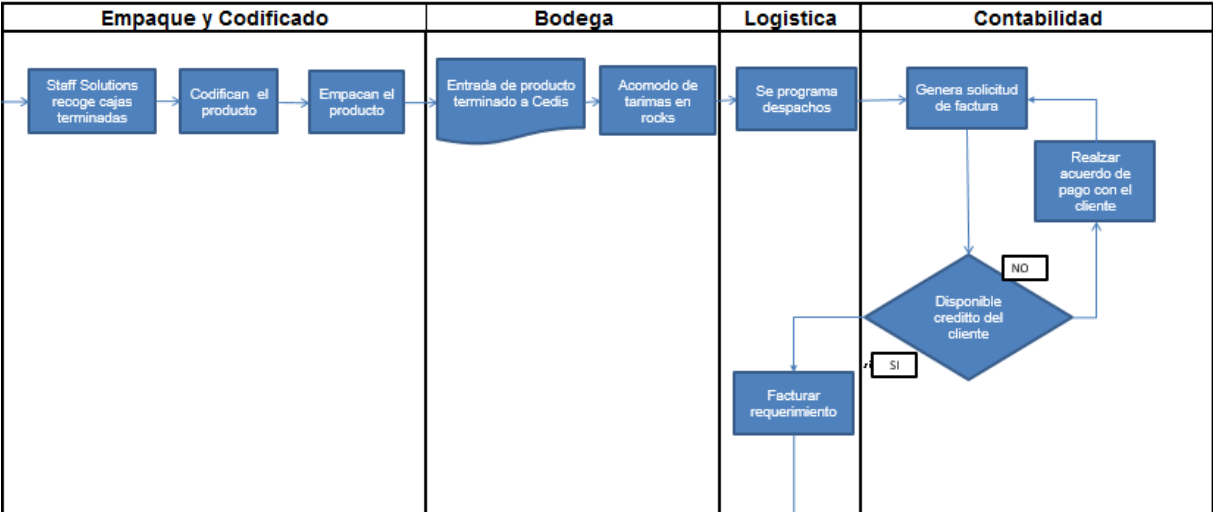 Empaque y Codificado
Bodega
Logistica
Contabilidad
Staff Solutions
recoge cajas
terminadas
Codifican el
producto
Empacan el
producto
Entrada de producto
terminado a Cedis
Acomodo de
tarimas en
rocks
Se programa
despachos
Genera solicitud
de factura
Realzar
acuerdo de
pago con el
cliente
NO
Disponible
creditto del
cliente
SI
Facturar
requerimiento